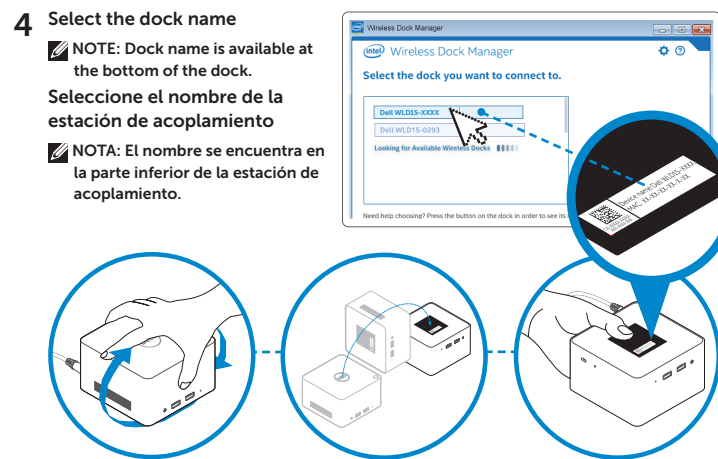 4 Select the dock name
NOTE: Dock name is available at
the bottom of the dock.
Seleccione el nombre de la
estación de acoplamiento
NOTA: El nombre se encuentra en
la parte inferior de la estación de
acoplamiento.
Wireless Dock Manager
intel Wireless Dock Manager
Select the dock you want to connect to.
Dell WLD15-XXXX
Dell WLD15-0293
Looking for Available Wireless Docks
Need help choosing? Press the button on the dock in order to see its
Device name:Dell WLD15-XXXX
MAC: XX-XX-XX-XX-X-XX